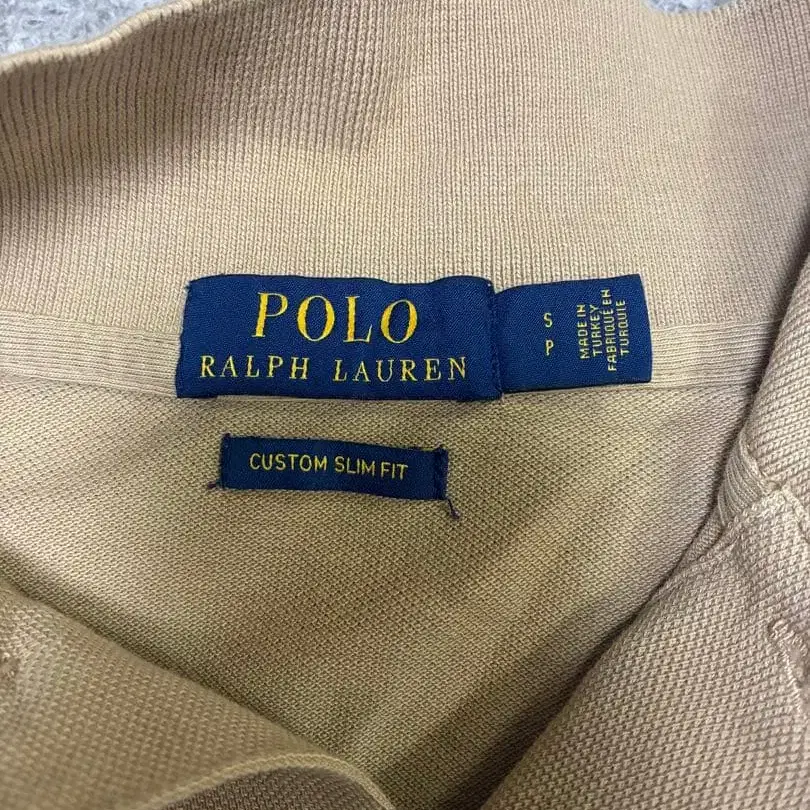 POLO
RALPH LAUREN
S
P
MADE IN
TURKEY
FABRIQUE EN
TURQUIE
CUSTOM SLIM FIT